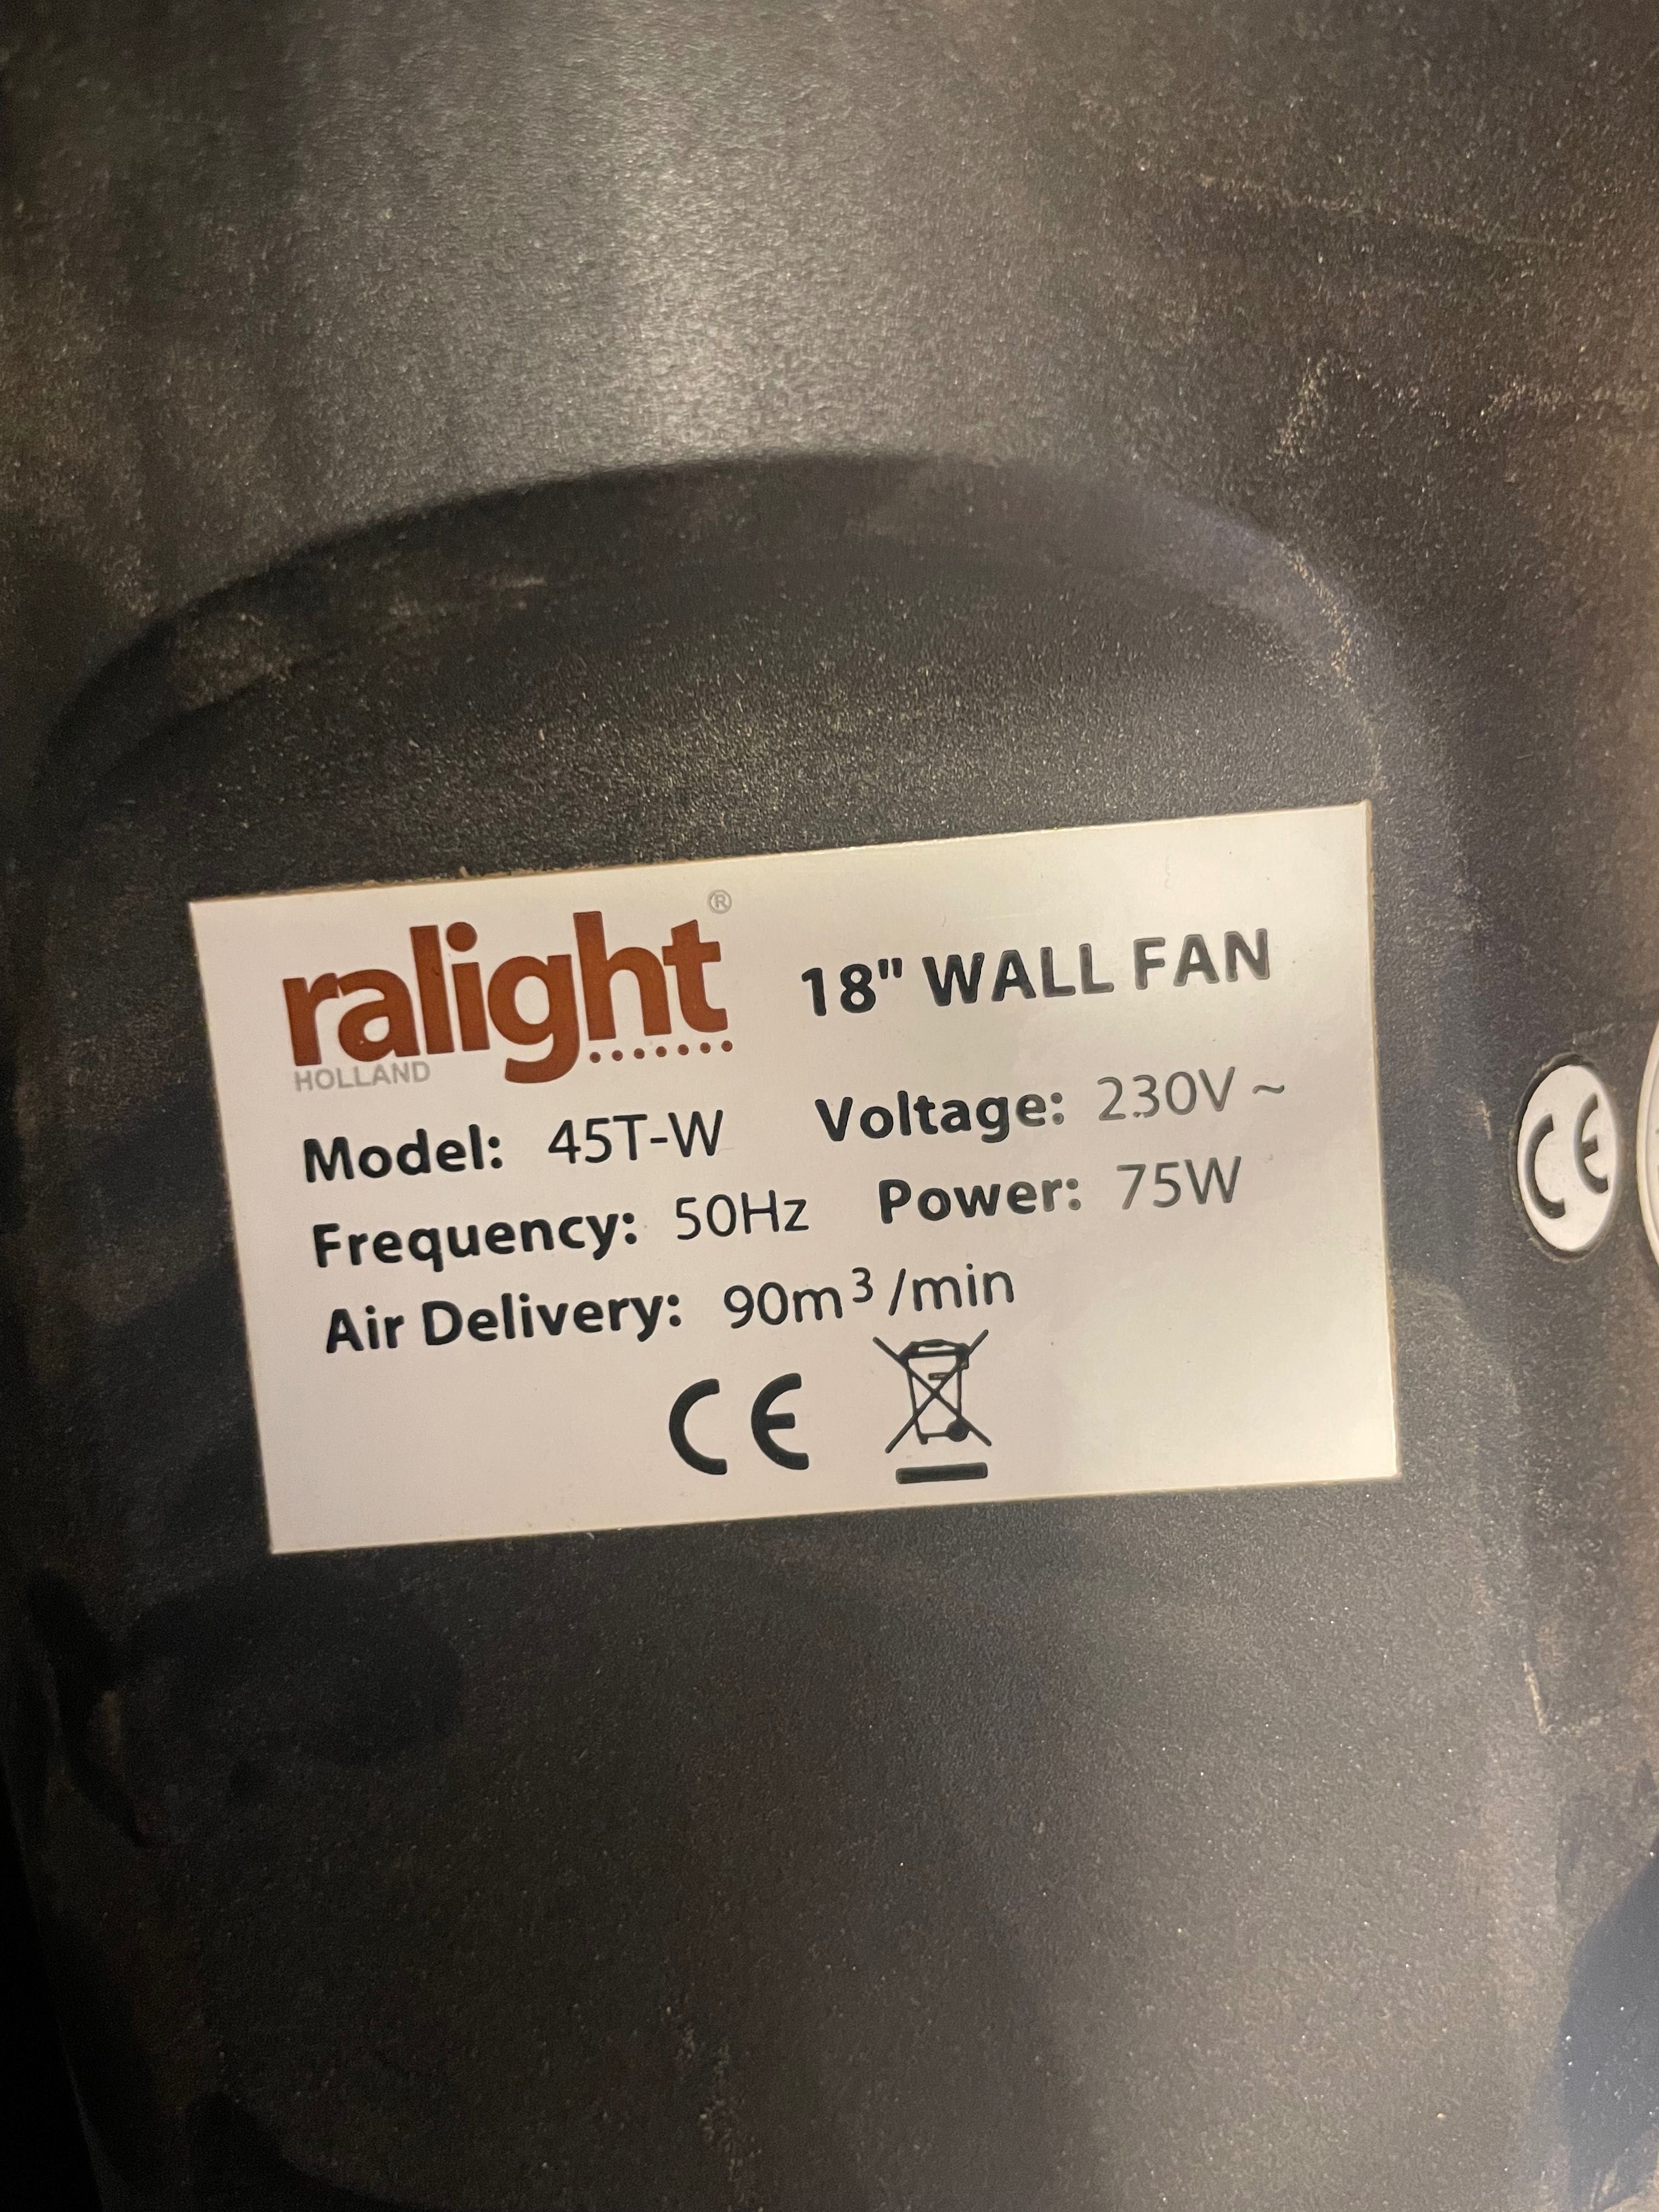 ralight ®
HOLLAND
18" WALL FAN
Model: 45T-W Voltage: 230V ~
Frequency: 50Hz Power: 75W
Air Delivery: 90m³/min
CE
CE